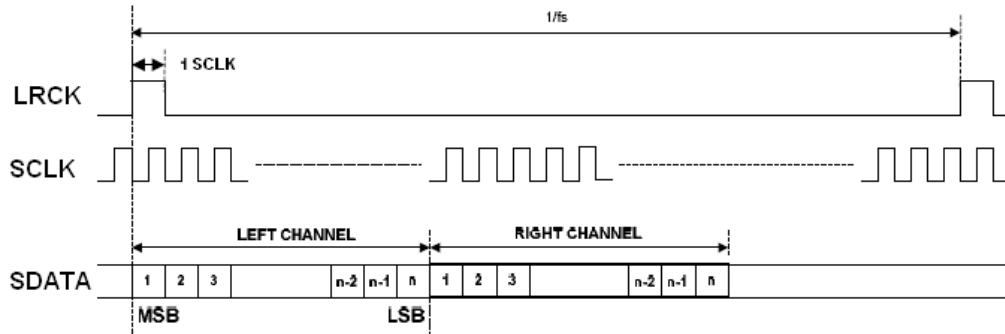 1/fs
1 SCLK
LRCK
SCLK
LEFT CHANNEL
RIGHT CHANNEL
SDATA
1 2 3 n-2 n-1 n 1 2 3 n-2 n-1 n
MSB LSB